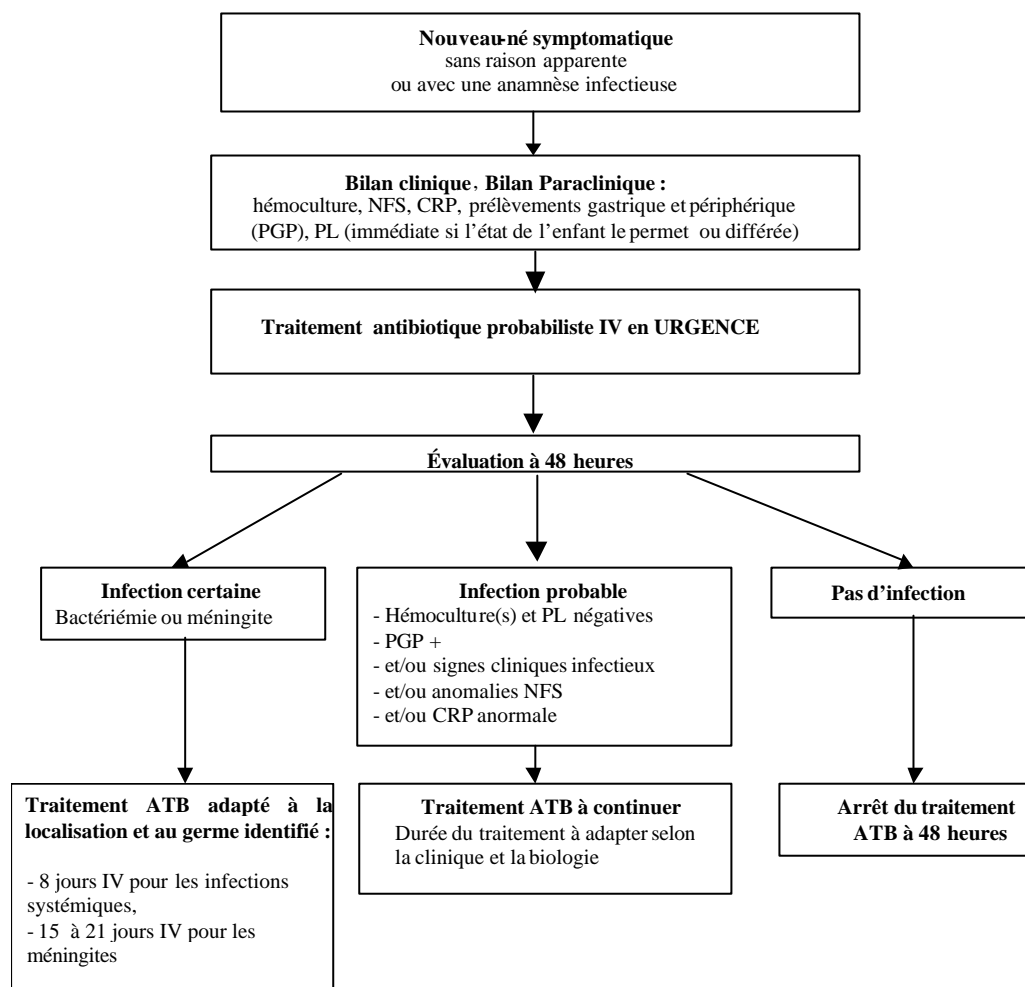 Nouveau-né symptomatique
sans raison apparente
ou avec une anamnèse infectieuse
Bilan clinique, Bilan Paraclinique :
hémoculture, NFS, CRP, prélèvements gastrique et périphérique
(PGP), PL (immédiate si l'état de l'enfant le permet ou différée)
Traitement antibiotique probabiliste IV en URGENCE
Évaluation à 48 heures
Infection certaine
Bactériémie ou méningite
Infection probable
- Hémoculture(s) et PL négatives
- PGP +
- et/ou signes cliniques infectieux
- et/ou anomalies NFS
- et/ou CRP anormale
Pas d'infection
Traitement ATB adapté à la
localisation et au germe identifié :
- 8 jours IV pour les infections
systémiques,
- 15 à 21 jours IV pour les
méningites
Traitement ATB à continuer
Durée du traitement à adapter selon
la clinique et la biologie
Arrêt du traitement
ATB à 48 heures